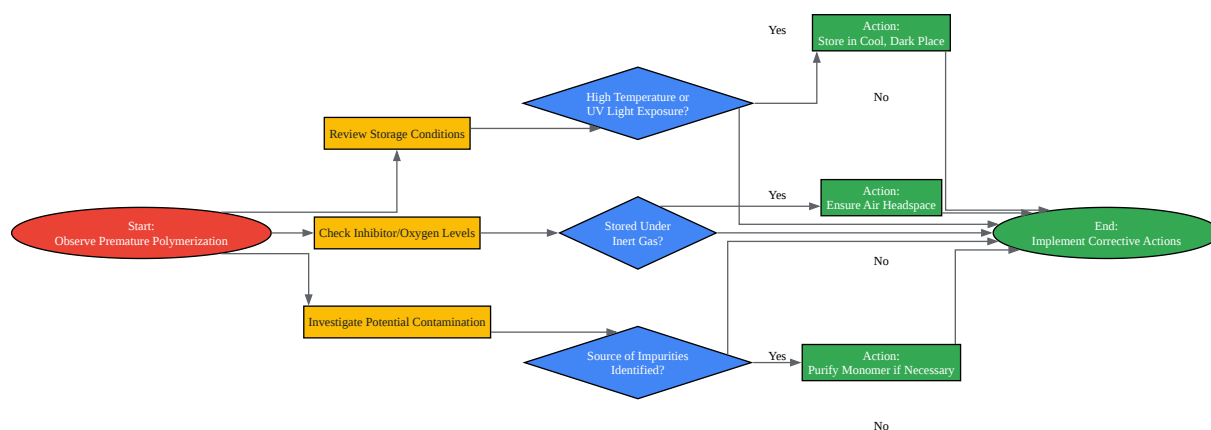 Start:
Observe Premature Polymerization
Review Storage Conditions
Check Inhibitor/Oxygen Levels
Investigate Potential Contamination
High Temperature or
UV Light Exposure?
Stored Under
Inert Gas?
Source of Impurities
Identified?
Yes
Action:
Store in Cool, Dark Place
No
Yes
Action:
Ensure Air Headspace
No
Yes
Action:
Purify Monomer if Necessary
No
End:
Implement Corrective Actions